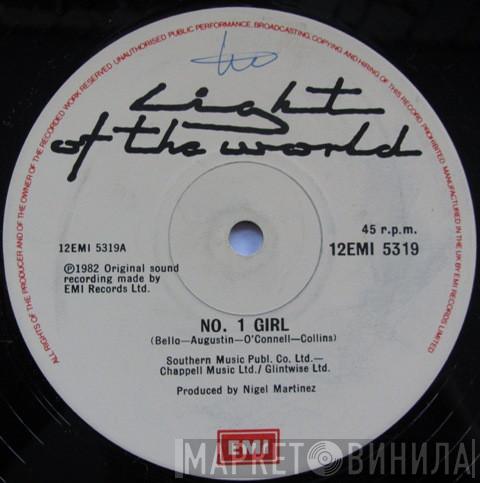 ALL RIGHTS OF THE PRODUCER AND OF THE OWNER OF THE RECORDED WORK RESERVED UNAUTHORISED PUBLIC PERFORMANCE, BROADCASTING, COPYING AND HIRING OF THIS RECORD PROHIBITED MANUFACTURED IN THE UK BY EMI RECORDS LIMITED
Light
of the world
45 r.p.m.
12EMI 5319A
12EMI 5319
℗1982 Original sound
recording made by
EMI Records Ltd.
NO. 1 GIRL
(Bello—Augustin—O'Connell—Collins)
Southern Music Publ. Co. Ltd.—
Chappell Music Ltd./ Glintwise Ltd.
Produced by Nigel Martinez
EMI
МАРКЕТ ВИНИЛА